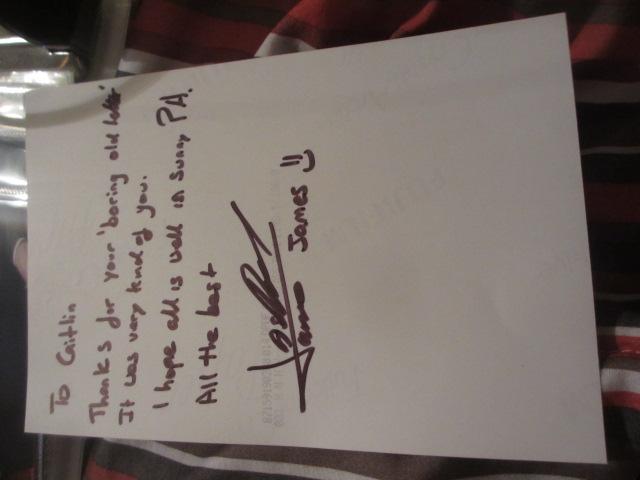 To Caitlin
Thanks for your 'boring old letter'
It was very kind of you.
I hope all is well in sunny PA.
All the best
James
James =)